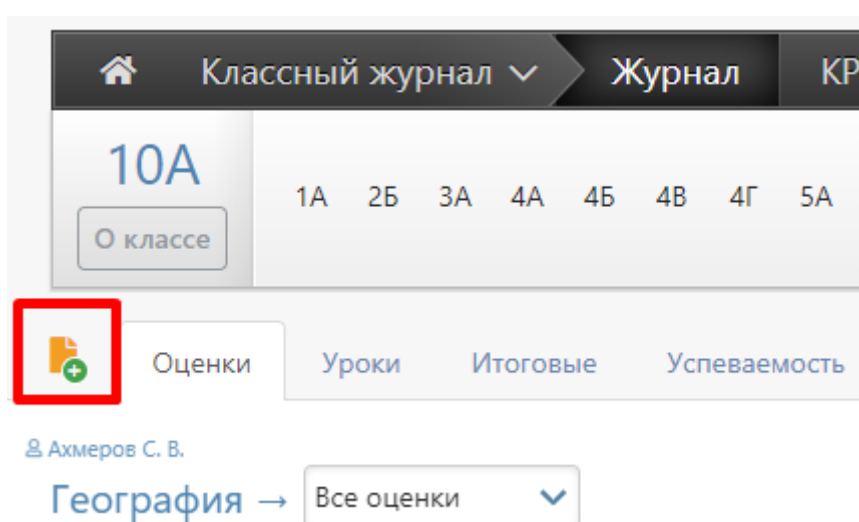 Классный журнал Журнал КР
10А
1А 2Б 3А 4А 4Б 4В 4Г 5А
О классе
Оценки Уроки Итоговые Успеваемость
Ахмеров С. В.
География → Все оценки